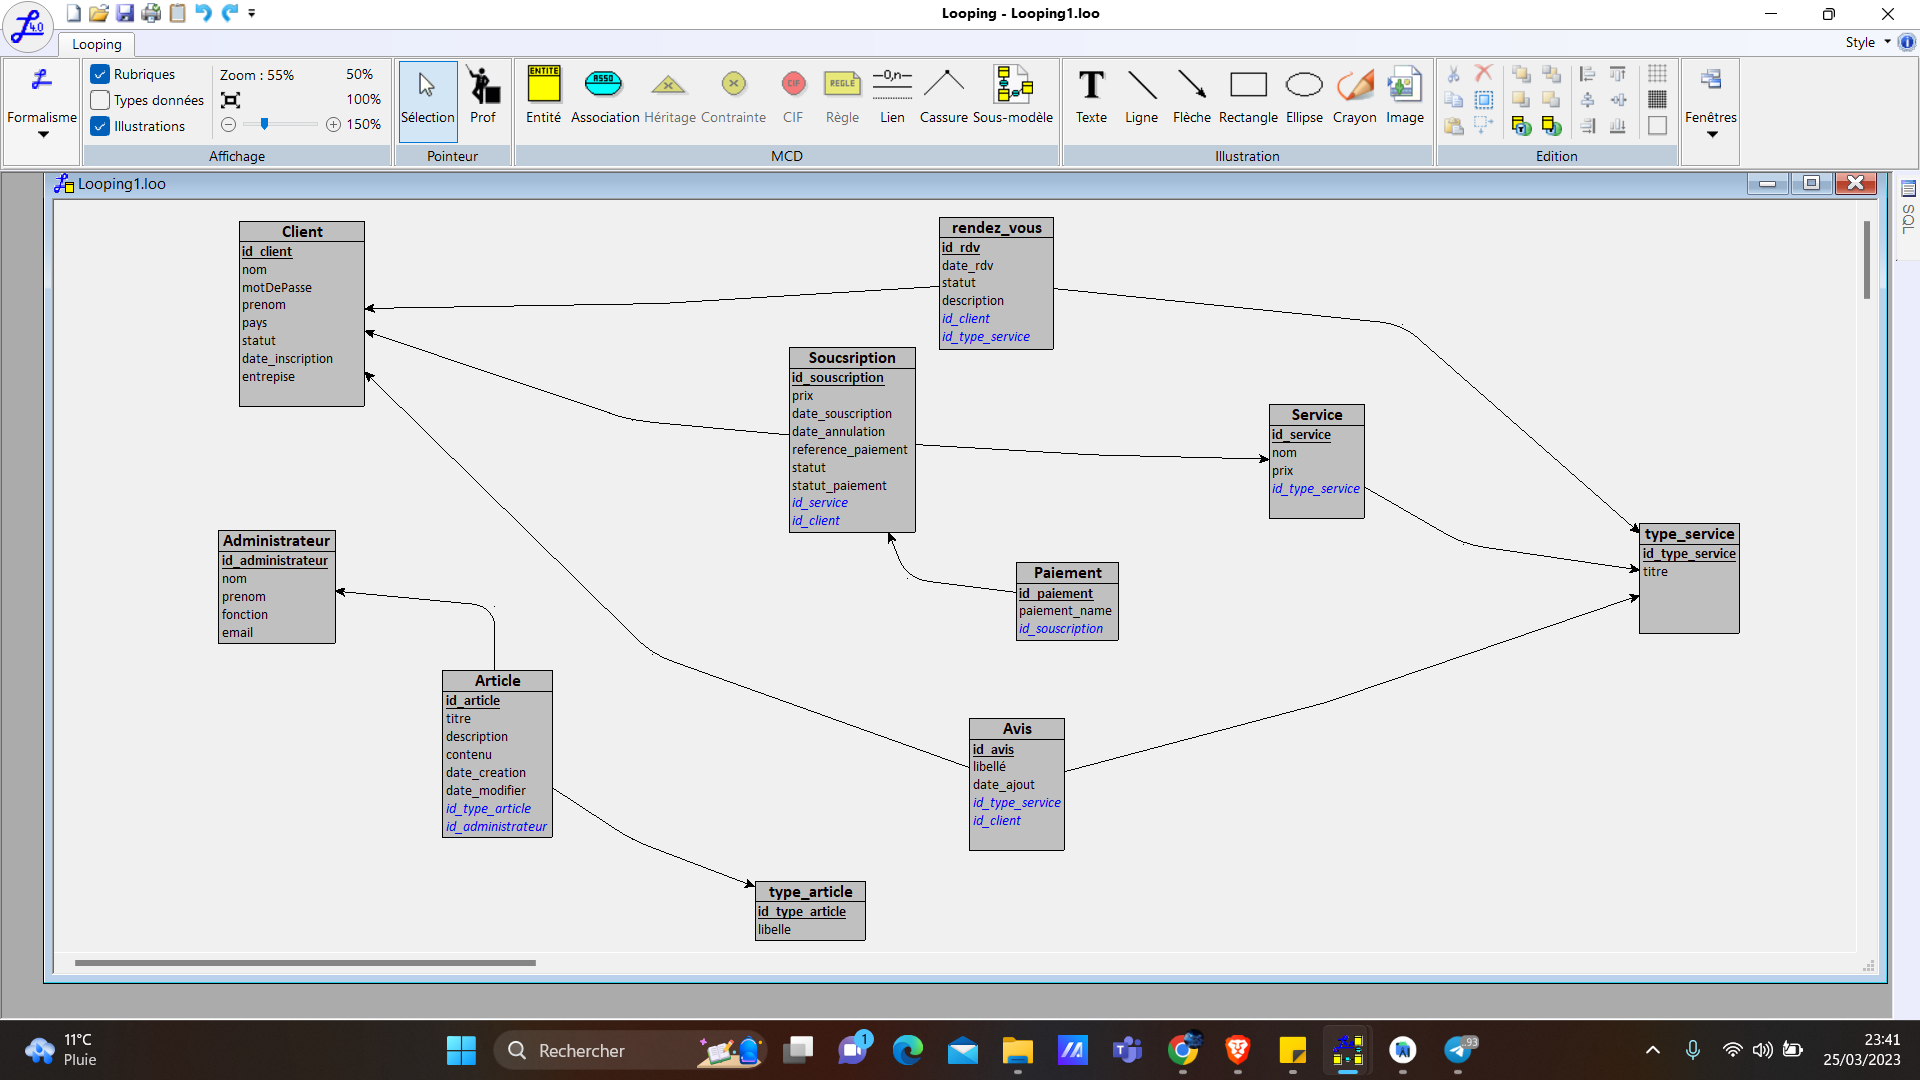 Looping - Looping1.loo
4.0
Looping
Style
Rubriques
Types données
Illustrations
Zoom : 55%
50%
100%
150%
Formalisme
Affichage
Sélection
Prof
Pointeur
ENTITÉ
ASSO
CIF
REGLE
—0,n—
Entité
Association
Héritage
Contrainte
CIF
Règle
Lien
Cassure
Sous-modèle
MCD
T
Texte
Ligne
Flèche
Rectangle
Ellipse
Crayon
Image
Illustration
Edition
Fenêtres
Looping1.loo
SQL
Client
id_client
nom
motDePasse
prenom
pays
statut
date_inscription
entrepise
rendez_vous
id_rdv
date_rdv
statut
description
id_client
id_type_service
Soucsription
id_souscription
prix
date_souscription
date_annulation
reference_paiement
statut
statut_paiement
id_service
id_client
Service
id_service
nom
prix
id_type_service
Administrateur
id_administrateur
nom
prenom
fonction
email
type_service
id_type_service
titre
Paiement
id_paiement
paiement_name
id_souscription
Article
id_article
titre
description
contenu
date_creation
date_modifier
id_type_article
id_administrateur
Avis
id_avis
libellé
date_ajout
id_type_service
id_client
type_article
id_type_article
libelle
11°C
Pluie
Rechercher
1
93
23:41
25/03/2023